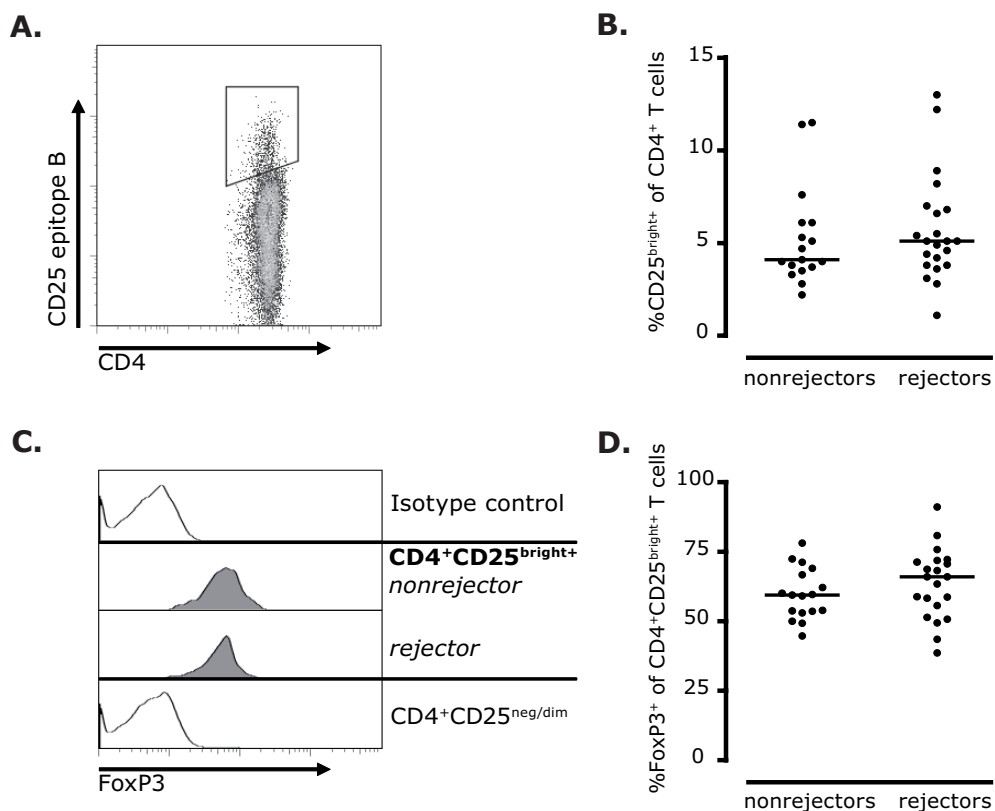 A.
CD25 epitope B
CD4
B.
%CD25bright+ of CD4+ T cells
15
10
5
0
nonrejectors rejectors
C.
Isotype control
CD4+CD25bright+
nonrejector
rejector
CD4+CD25neg/dim
FoxP3
D.
%FoxP3+ of CD4+CD25bright+ T cells
100
75
50
25
0
nonrejectors rejectors